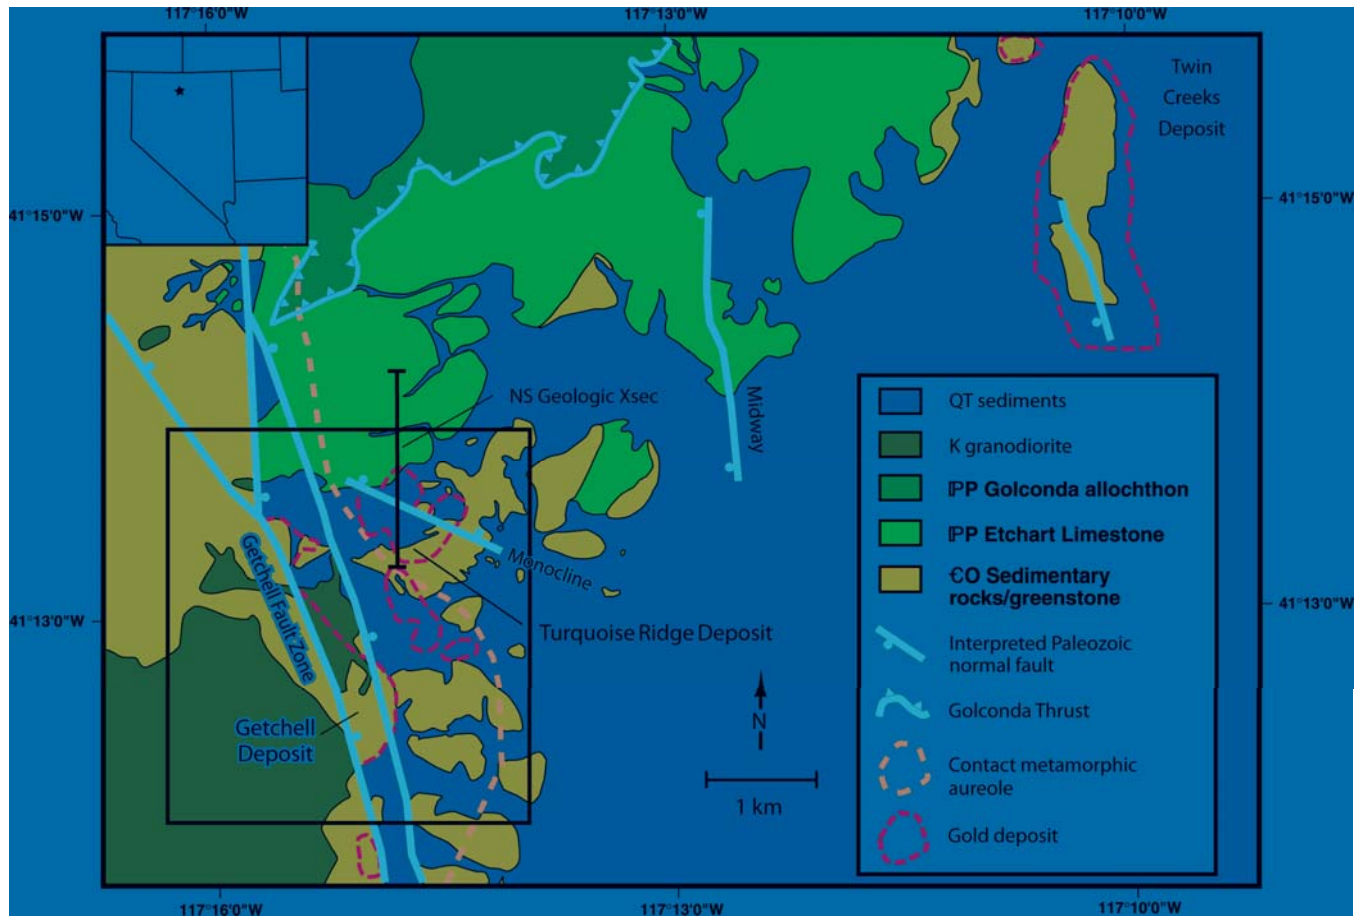 117°16'0"W
117°13'0"W
117°10'0"W
Twin
Creeks
Deposit
41°15'0"W
41°15'0"W
NS Geologic Xsec
Midway
QT sediments
K granodiorite
ℙP Golconda allochthon
ℙP Etchart Limestone
ЄO Sedimentary
rocks/greenstone
Interpreted Paleozoic
normal fault
Golconda Thrust
Contact metamorphic
aureole
Gold deposit
Monocline
Getchell Fault Zone
41°13'0"W
41°13'0"W
Turquoise Ridge Deposit
Getchell
Deposit
N
1 km
117°16'0"W
117°13'0"W
117°10'0"W